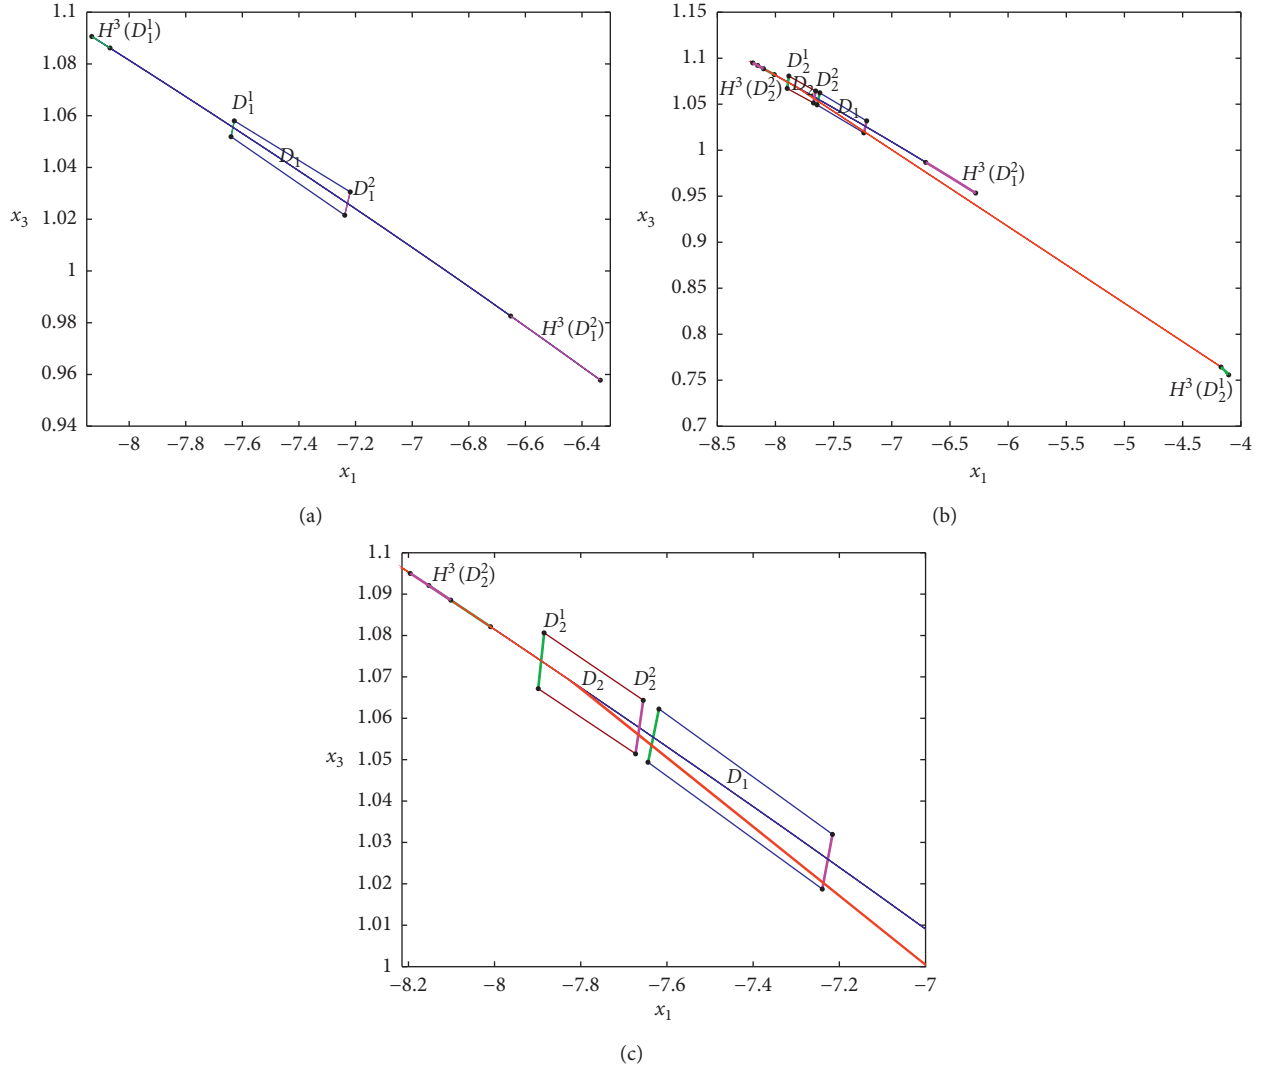 1.1
1.08
1.06
1.04
1.02
1
0.98
0.96
0.94
x₃
H³(D₁¹)
D₁¹
D₁
D₁²
H³(D₁²)
−8 −7.8 −7.6 −7.4 −7.2 −7 −6.8 −6.6 −6.4
x₁
(a)
1.15
1.1
1.05
1
0.95
0.9
0.85
0.8
0.75
0.7
x₃
D₂¹
D₂ D₂²
H³(D₂²)
D₁
H³(D₁²)
H³(D₂¹)
−8.5 −8 −7.5 −7 −6.5 −6 −5.5 −5 −4.5 −4
x₁
(b)
1.1
1.09
1.08
1.07
1.06
1.05
1.04
1.03
1.02
1.01
1
x₃
H³(D₂²)
D₂¹
D₂ D₂²
D₁
−8.2 −8 −7.8 −7.6 −7.4 −7.2 −7
x₁
(c)